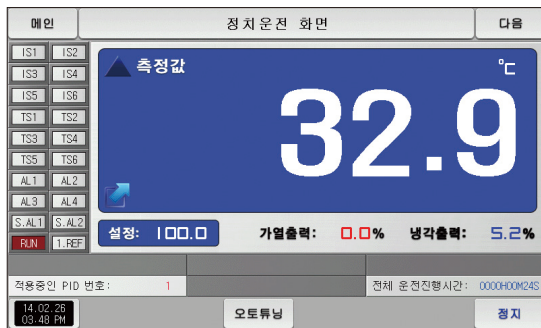 메인 정치운전 화면 다음
IS1 IS2
IS3 IS4
IS5 IS6
TS1 TS2
TS3 TS4
TS5 TS6
AL1 AL2
AL3 AL4
S.AL1 S.AL2
RUN 1.REF
측정값 ℃
32.9
설정: 100.0 가열출력: 0.0% 냉각출력: 5.2%
적용중인 PID 번호: 1 전체 운전진행시간: 0000H00M24S
14.02.26
03:48 PM
오토튜닝 정지